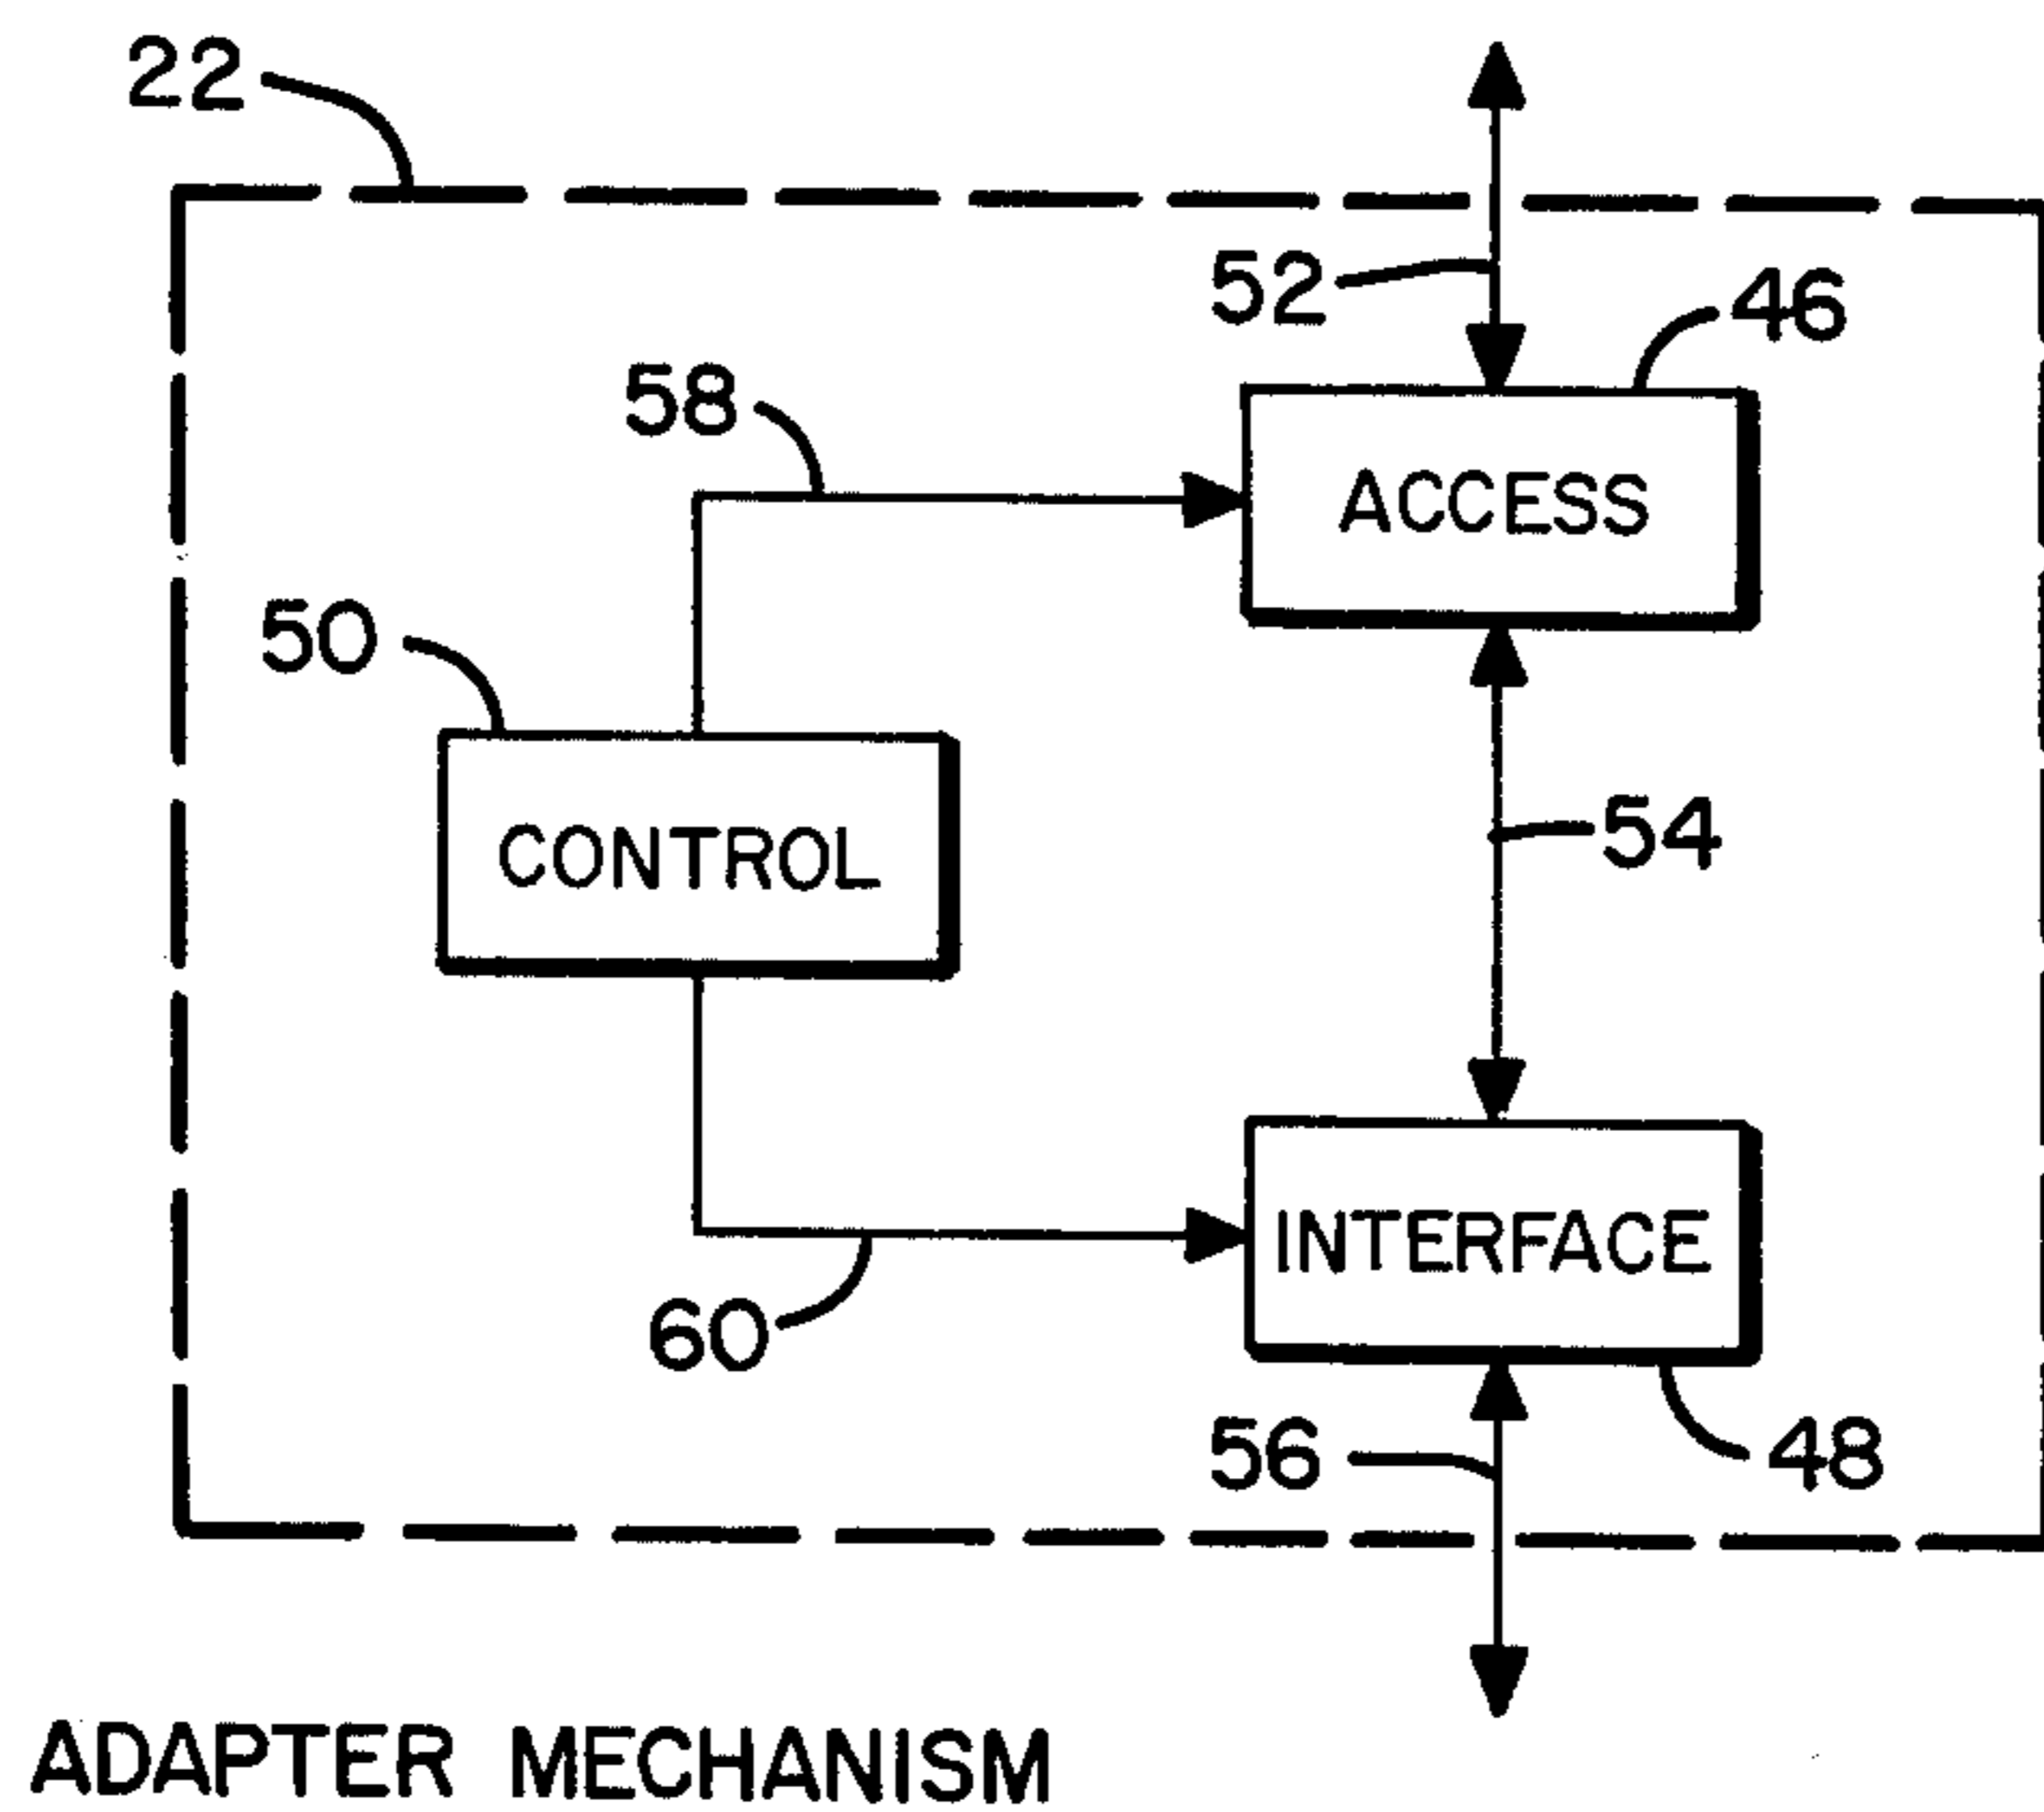 22
52
46
58
ACCESS
50
CONTROL
54
INTERFACE
60
56
48
ADAPTER MECHANISM